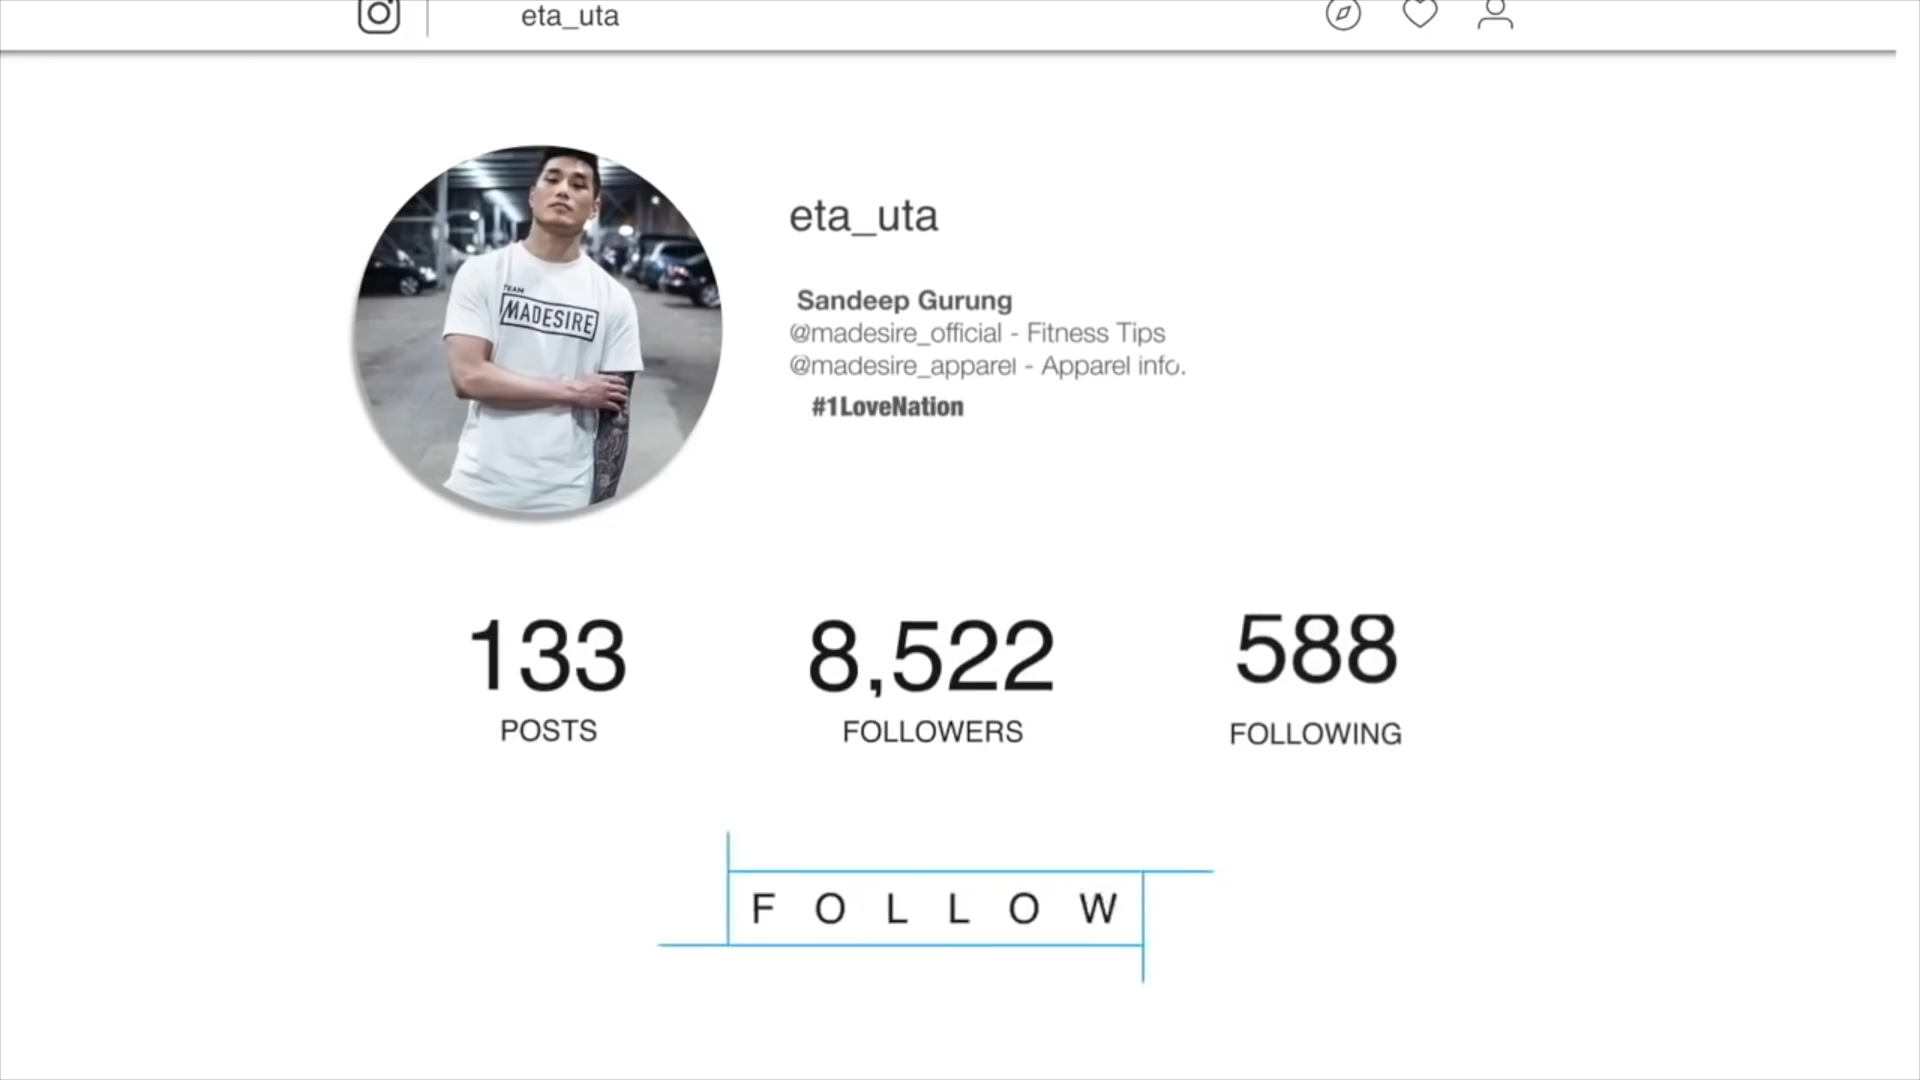 eta_uta
TEAM
MADESIRE
eta_uta
Sandeep Gurung
@madesire_official - Fitness Tips
@madesire_apparel - Apparel info.
#1LoveNation
133
POSTS
8,522
FOLLOWERS
588
FOLLOWING
FOLLOW